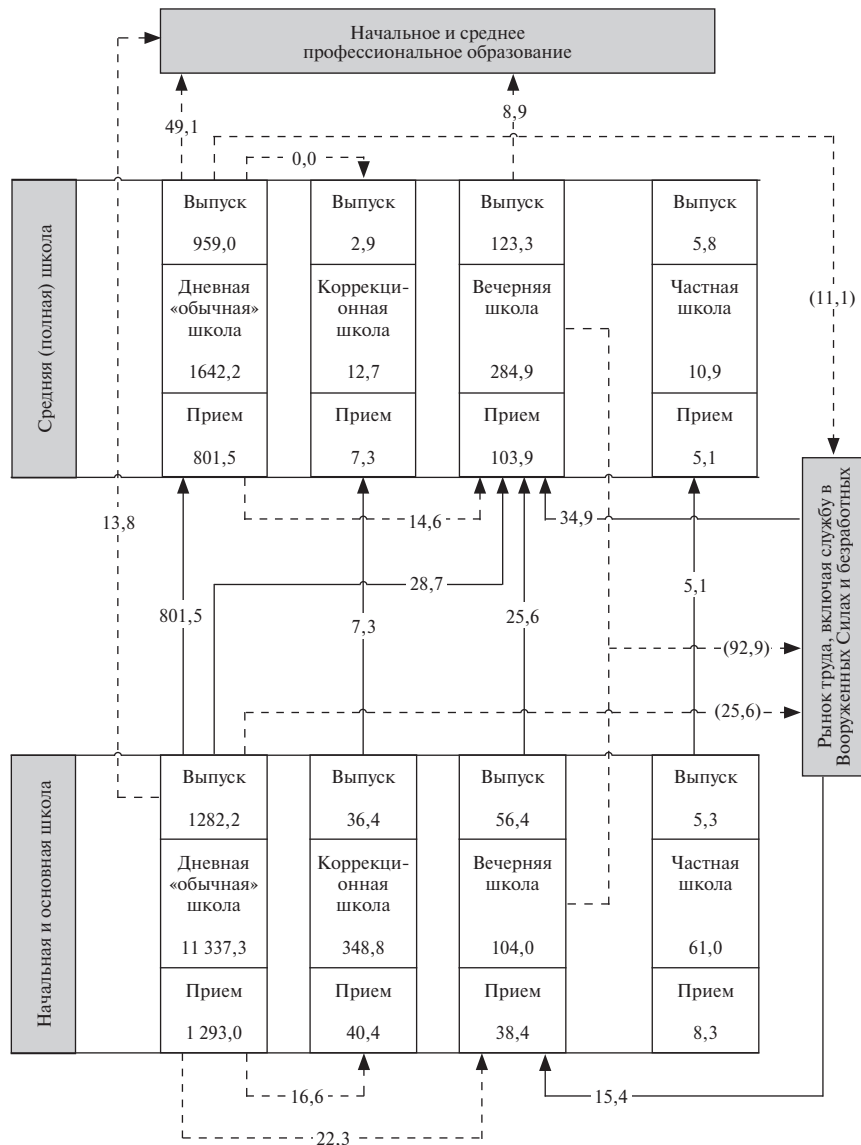 Начальное и среднее
профессиональное образование
49,1
8,9
0,0
Средняя (полная) школа
Выпуск
959,0
Дневная
«обычная»
школа
1642,2
Прием
801,5
Выпуск
2,9
Коррекци-
онная
школа
12,7
Прием
7,3
Выпуск
123,3
Вечерняя
школа
284,9
Прием
103,9
Выпуск
5,8
Частная
школа
10,9
Прием
5,1
(11,1)
13,8
14,6
34,9
28,7
801,5
7,3
25,6
5,1
(92,9)
(25,6)
Рынок труда, включая службу в
Вооруженных Силах и безработных
Начальная и основная школа
Выпуск
1282,2
Дневная
«обычная»
школа
11 337,3
Прием
1 293,0
Выпуск
36,4
Коррекци-
онная
школа
348,8
Прием
40,4
Выпуск
56,4
Вечерняя
школа
104,0
Прием
38,4
Выпуск
5,3
Частная
школа
61,0
Прием
8,3
16,6
15,4
22,3